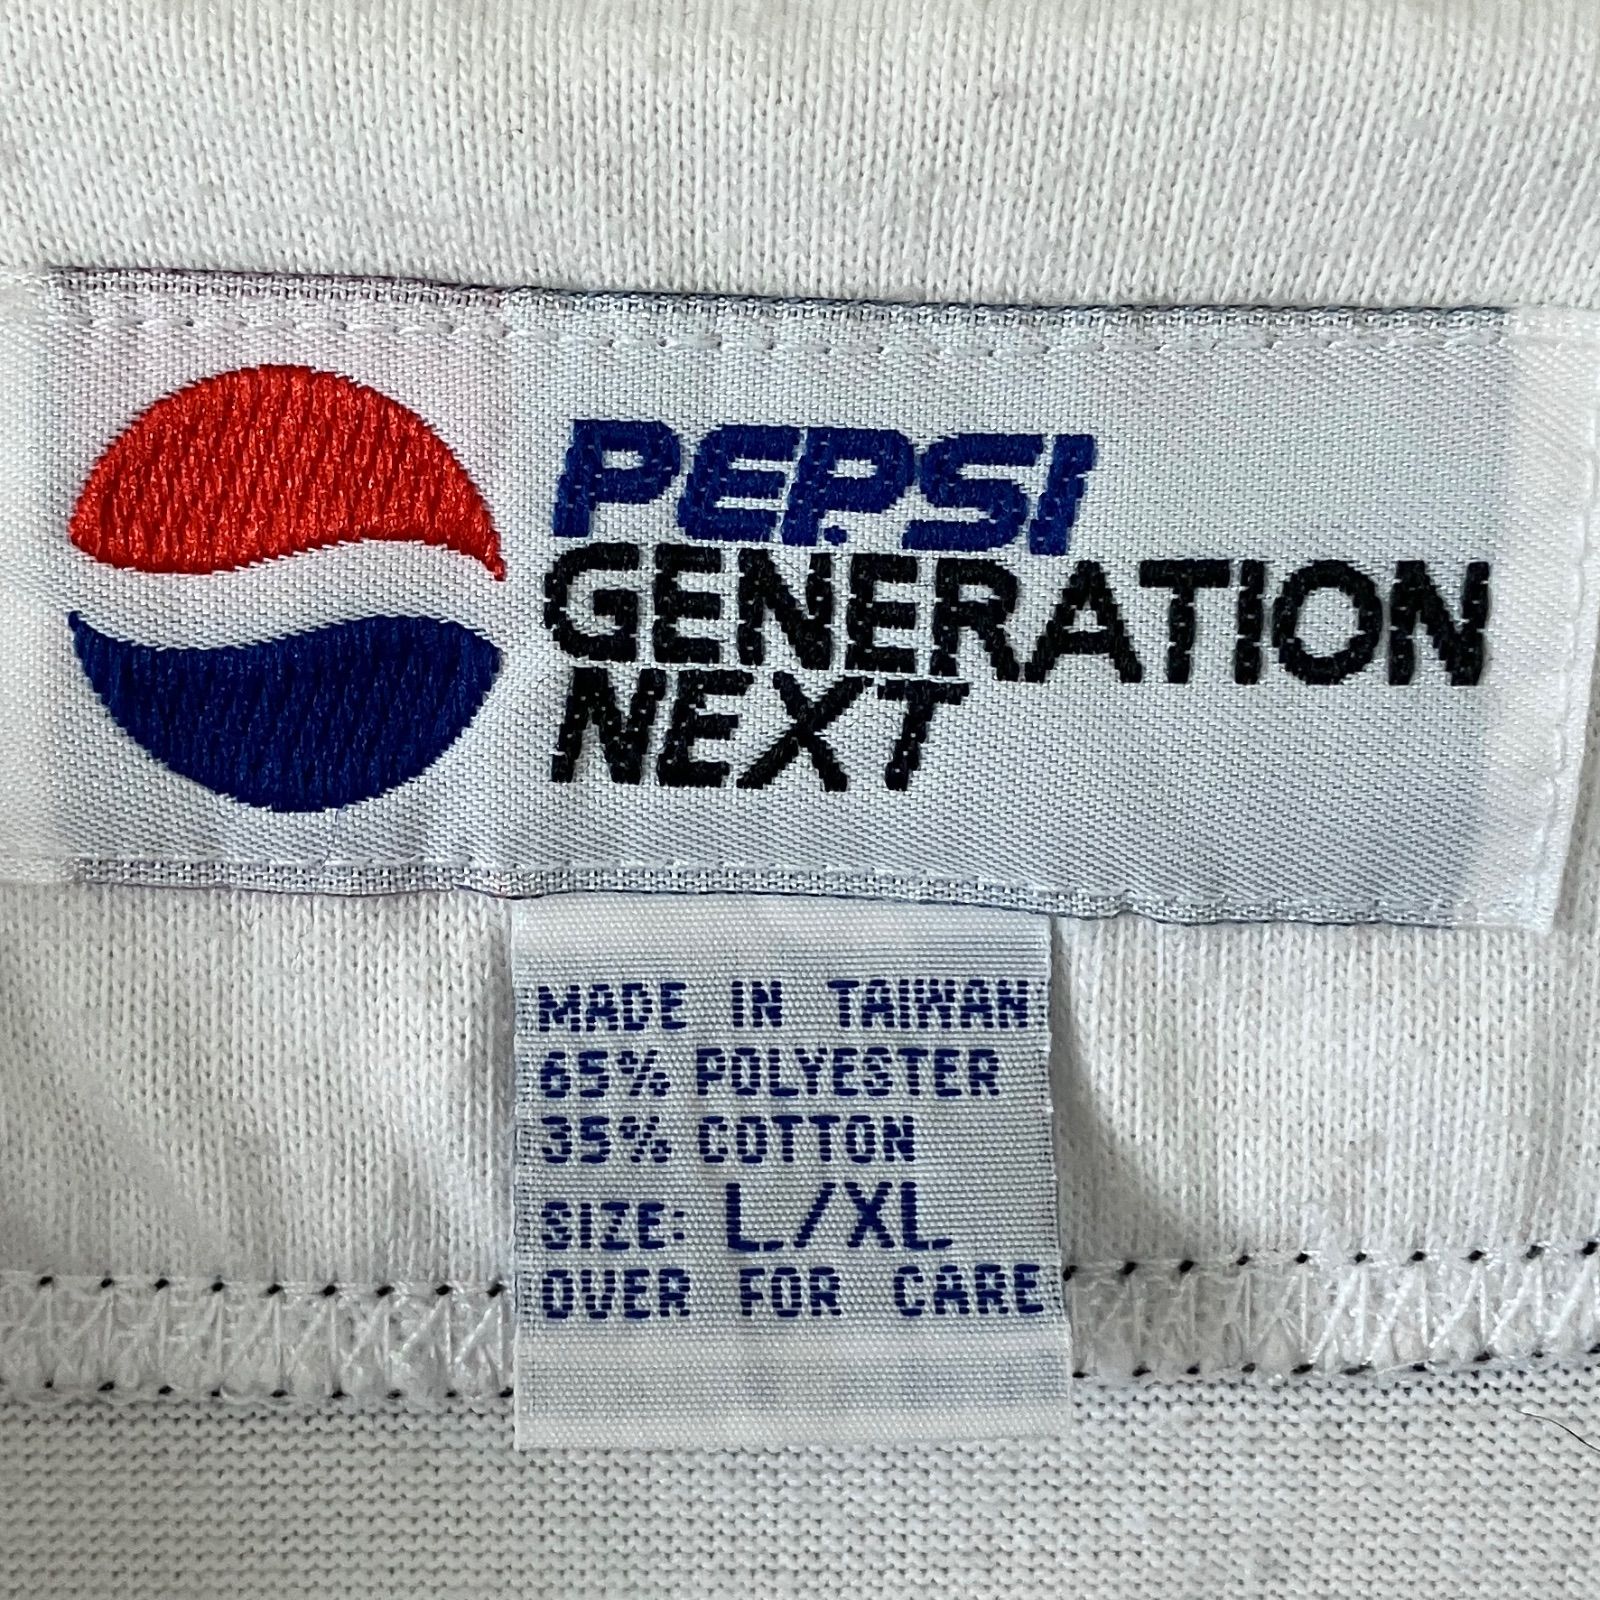 PEPSI
GENERATION
NEXT
MADE IN TAIWAN
65% POLYESTER
35% COTTON
SIZE: L/XL
OVER FOR CARE